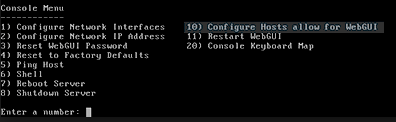 Console Menu
------------
1) Configure Network Interfaces 10) Configure Hosts allow for WebGUI
2) Configure Network IP Address 11) Restart WebGUI
3) Reset WebGUI Password 20) Console Keyboard Map
4) Reset to Factory Defaults
5) Ping Host
6) Shell
7) Reboot Server
8) Shutdown Server
Enter a number: